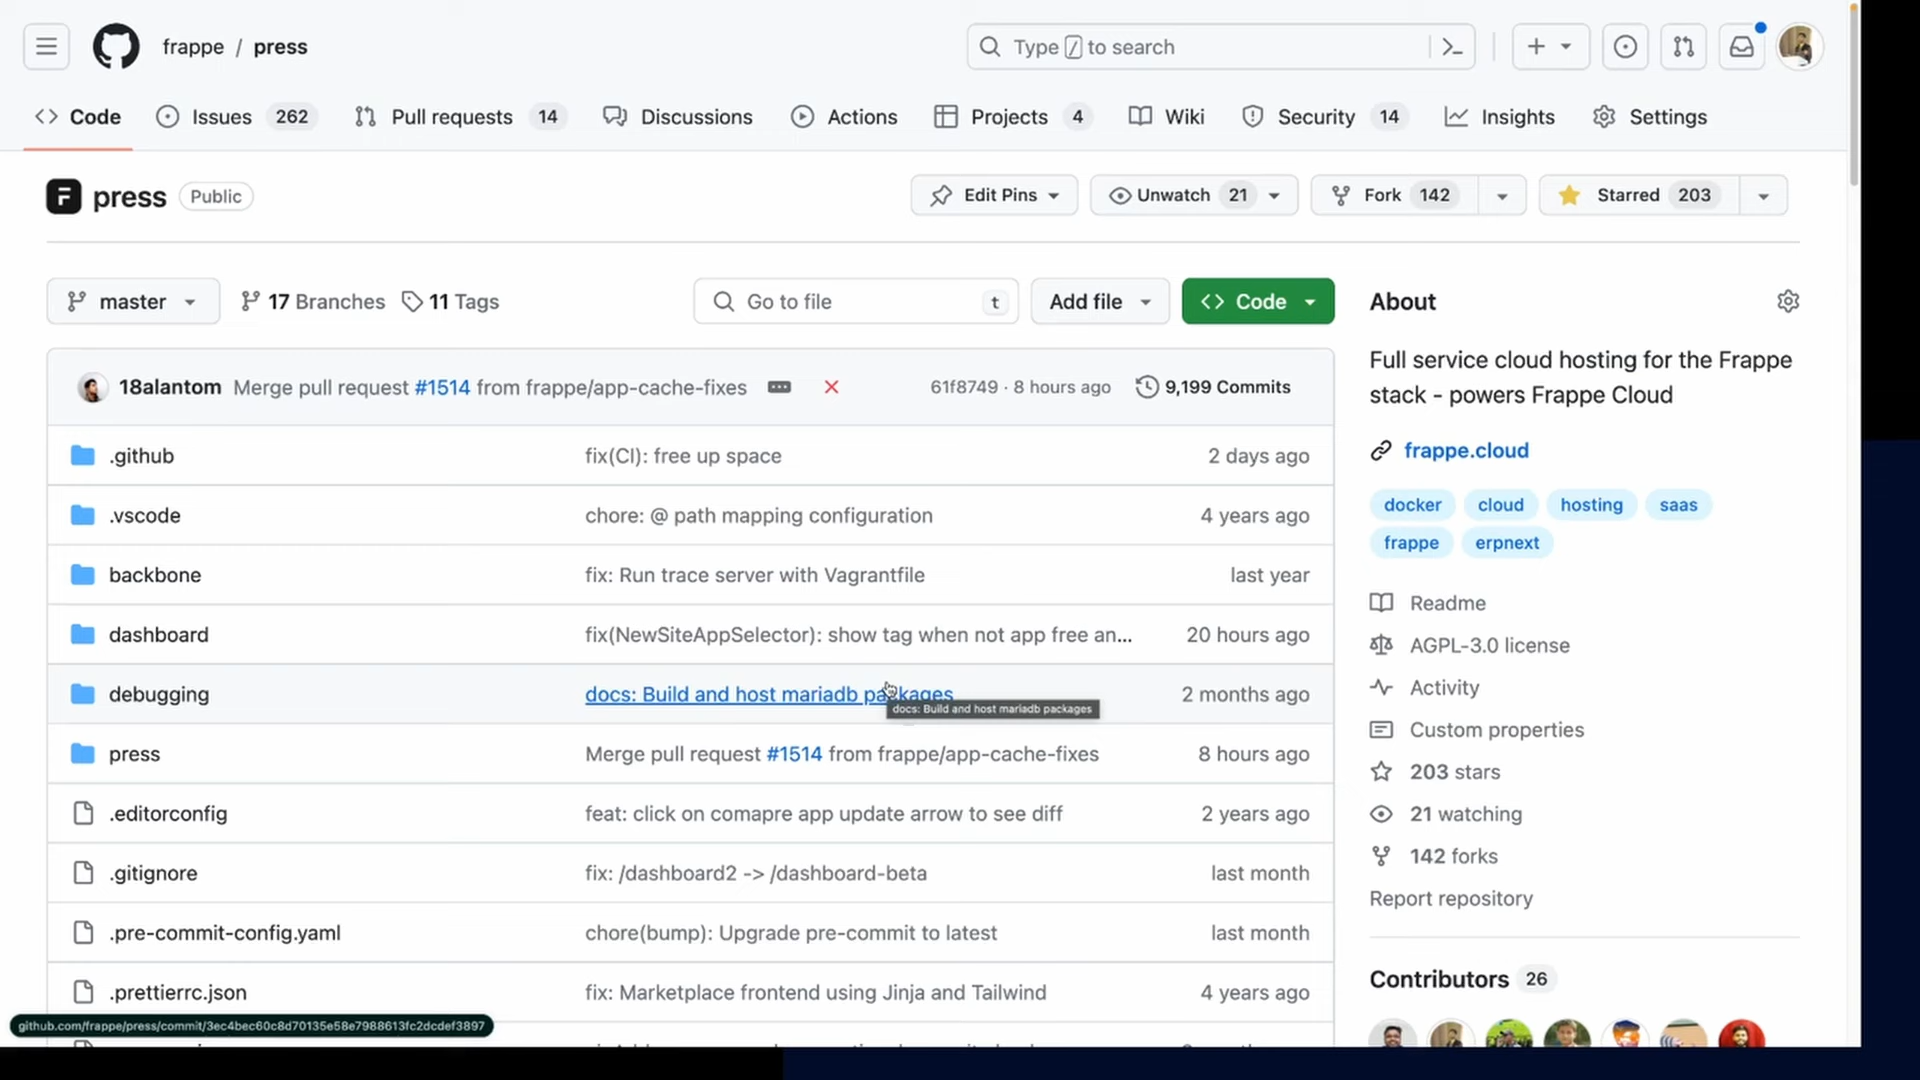 frappe / press
Type / to search
Code
Issues 262
Pull requests 14
Discussions
Actions
Projects 4
Wiki
Security 14
Insights
Settings
F press Public
Edit Pins
Unwatch 21
Fork 142
Starred 203
master
17 Branches
11 Tags
Go to file t
Add file
Code
18alantom Merge pull request #1514 from frappe/app-cache-fixes
61f8749 · 8 hours ago
9,199 Commits
.github fix(CI): free up space 2 days ago
.vscode chore: @ path mapping configuration 4 years ago
backbone fix: Run trace server with Vagrantfile last year
dashboard fix(NewSiteAppSelector): show tag when not app free an... 20 hours ago
debugging docs: Build and host mariadb packages 2 months ago
docs: Build and host mariadb packages
press Merge pull request #1514 from frappe/app-cache-fixes 8 hours ago
.editorconfig feat: click on comapre app update arrow to see diff 2 years ago
.gitignore fix: /dashboard2 -> /dashboard-beta last month
.pre-commit-config.yaml chore(bump): Upgrade pre-commit to latest last month
.prettierrc.json fix: Marketplace frontend using Jinja and Tailwind 4 years ago
github.com/frappe/press/commit/3ec4bec60c8d70135e58e7988613fc2dcdef3897
About
Full service cloud hosting for the Frappe
stack - powers Frappe Cloud
frappe.cloud
docker cloud hosting saas
frappe erpnext
Readme
AGPL-3.0 license
Activity
Custom properties
203 stars
21 watching
142 forks
Report repository
Contributors 26